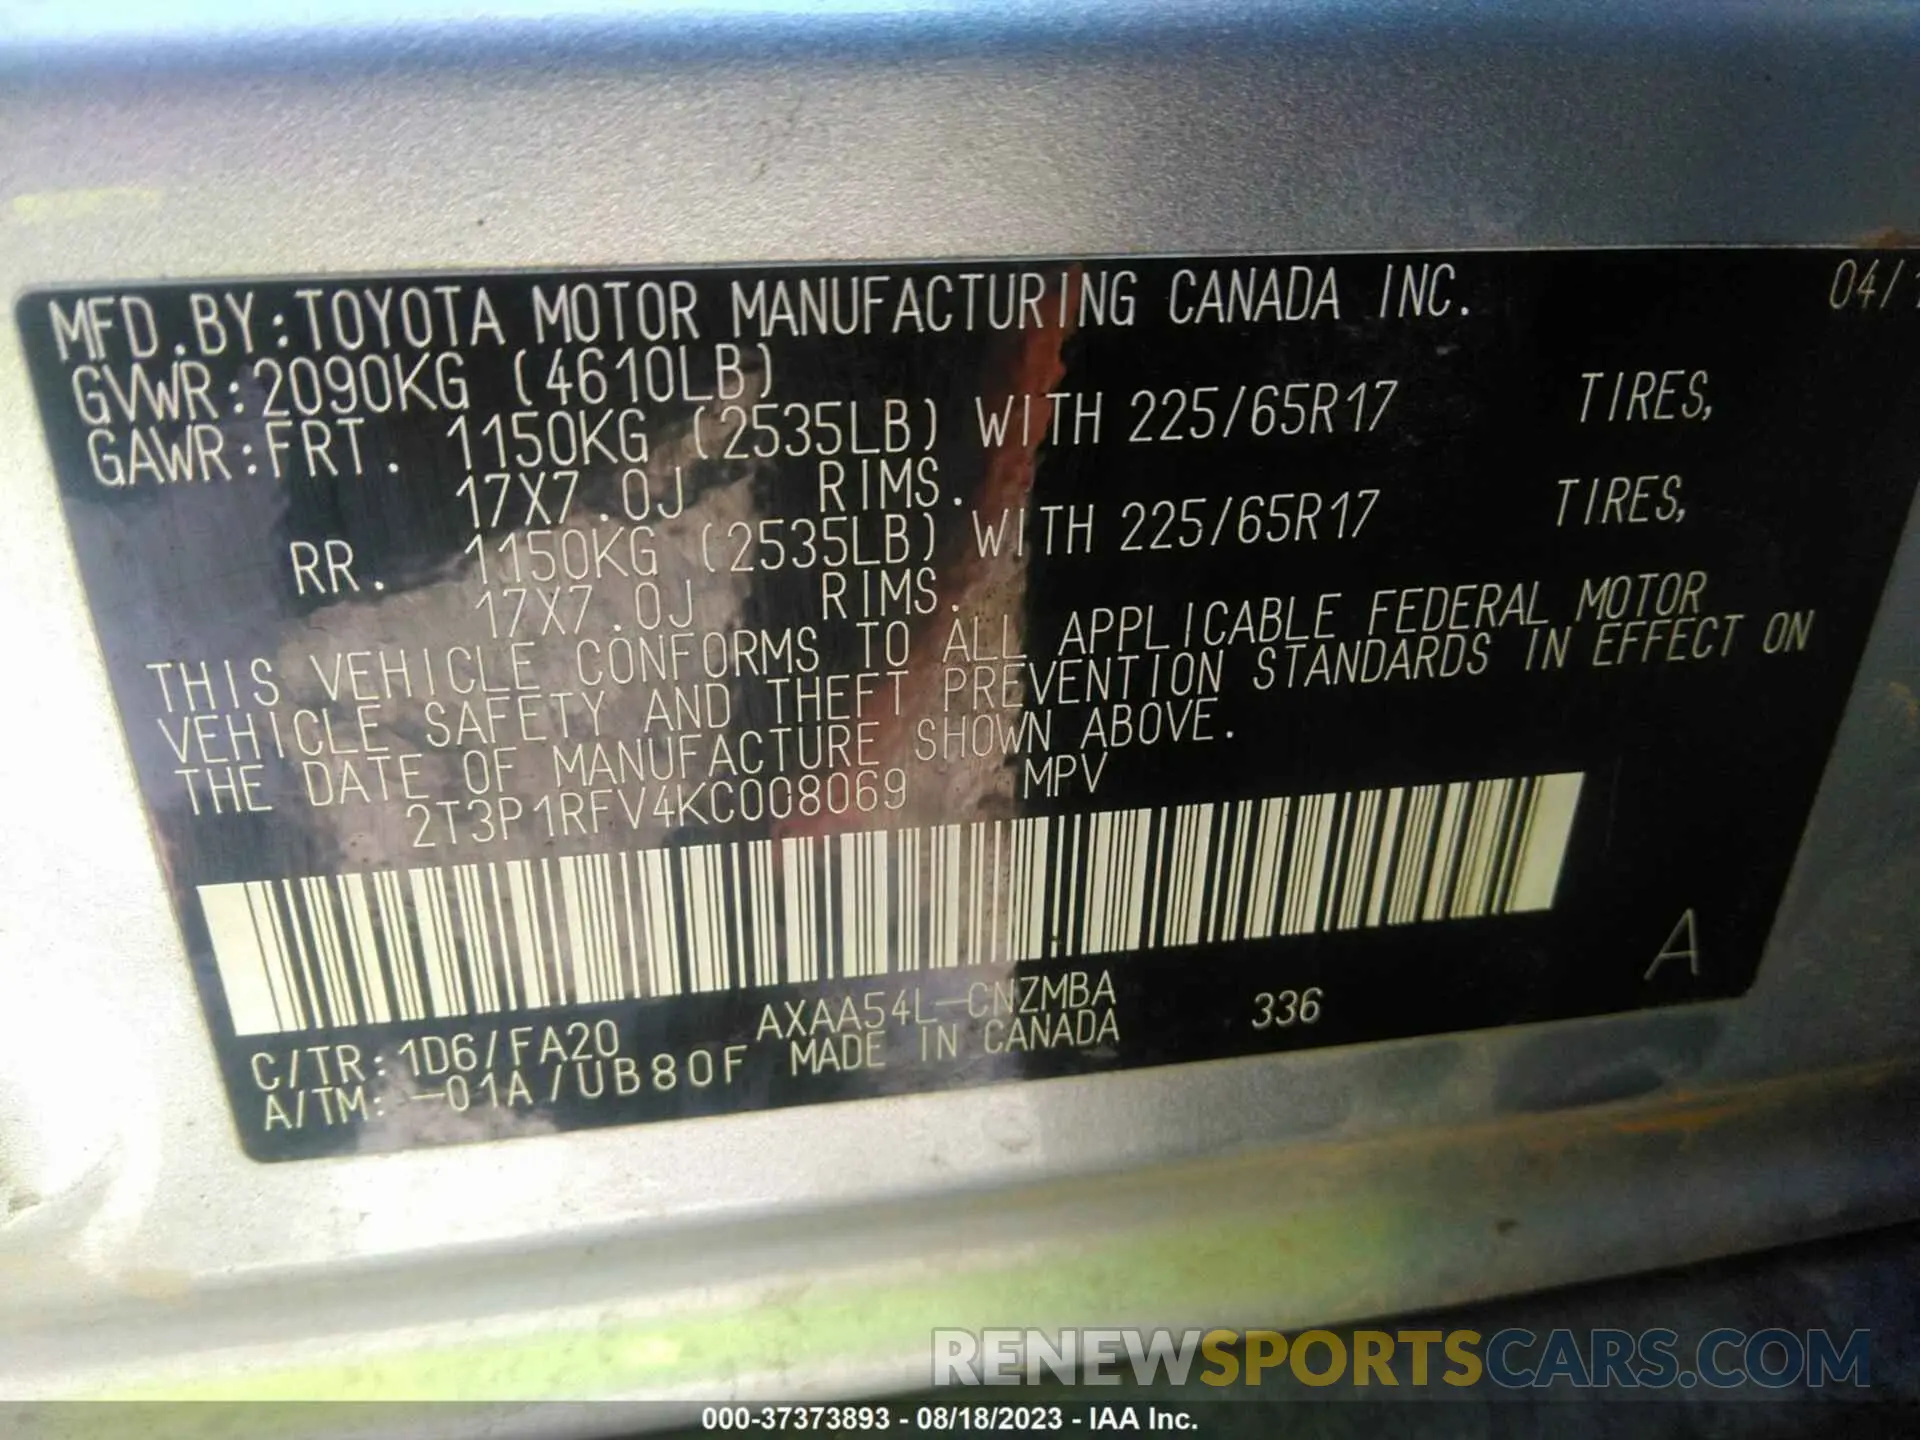 MFD.BY:TOYOTA MOTOR MANUFACTURING CANADA INC. 04/1
GVWR:2090KG (4610LB)
GAWR:FRT. 1150KG (2535LB) WITH 225/65R17 TIRES,
17X7.0J RIMS.
RR. 1150KG (2535LB) WITH 225/65R17 TIRES,
17X7.0J RIMS.
THIS VEHICLE CONFORMS TO ALL APPLICABLE FEDERAL MOTOR
VEHICLE SAFETY AND THEFT PREVENTION STANDARDS IN EFFECT ON
THE DATE OF MANUFACTURE SHOWN ABOVE.
2T3P1RFV4KC008069 MPV
A
C/TR:1D6/FA20 AXAA54L-CNZMBA 336
A/TM:-01A/UB80F MADE IN CANADA
RENEWSPORTSCARS.COM
000-37373893 - 08/18/2023 - IAA Inc.